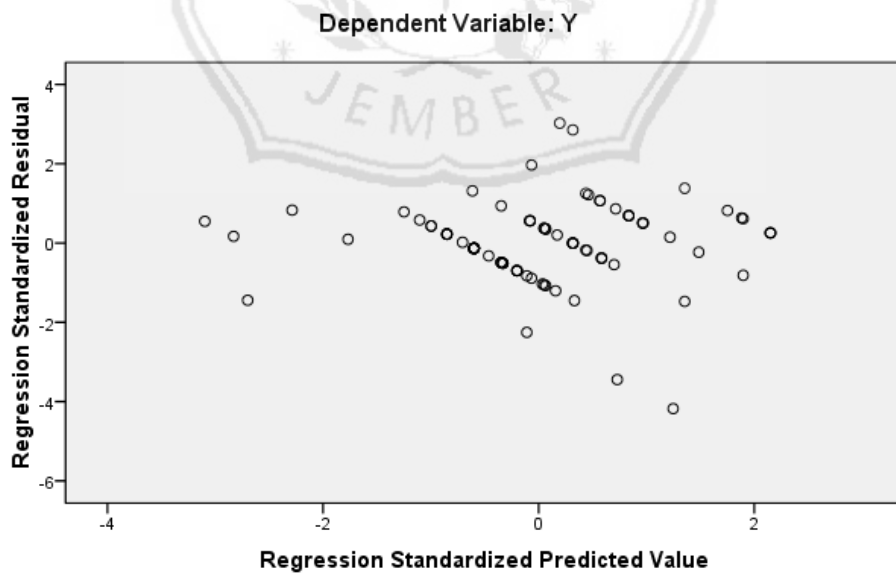 Dependent Variable: Y
JEMBER
Regression Standardized Residual
4
2
0
-2
-4
-6
-4
-2
0
2
Regression Standardized Predicted Value